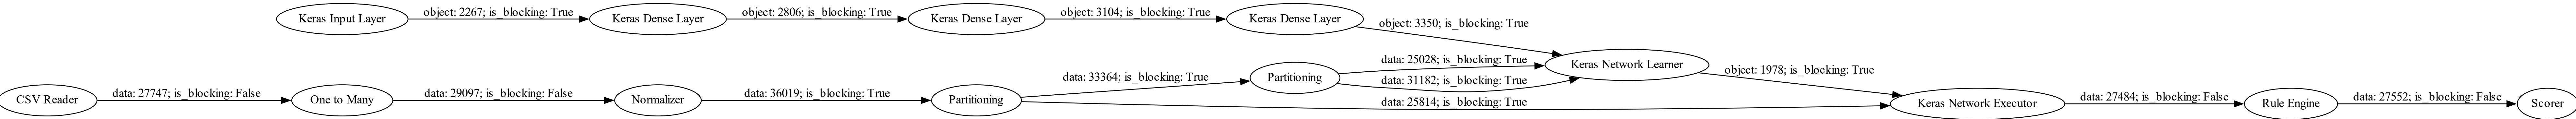 Keras Input Layer
object: 2267; is_blocking: True
Keras Dense Layer
object: 2806; is_blocking: True
Keras Dense Layer
object: 3104; is_blocking: True
Keras Dense Layer
object: 3350; is_blocking: True
CSV Reader
data: 27747; is_blocking: False
One to Many
data: 29097; is_blocking: False
Normalizer
data: 36019; is_blocking: True
Partitioning
data: 33364; is_blocking: True
Partitioning
data: 25028; is_blocking: True
data: 31182; is_blocking: True
data: 25814; is_blocking: True
Keras Network Learner
object: 1978; is_blocking: True
Keras Network Executor
data: 27484; is_blocking: False
Rule Engine
data: 27552; is_blocking: False
Scorer